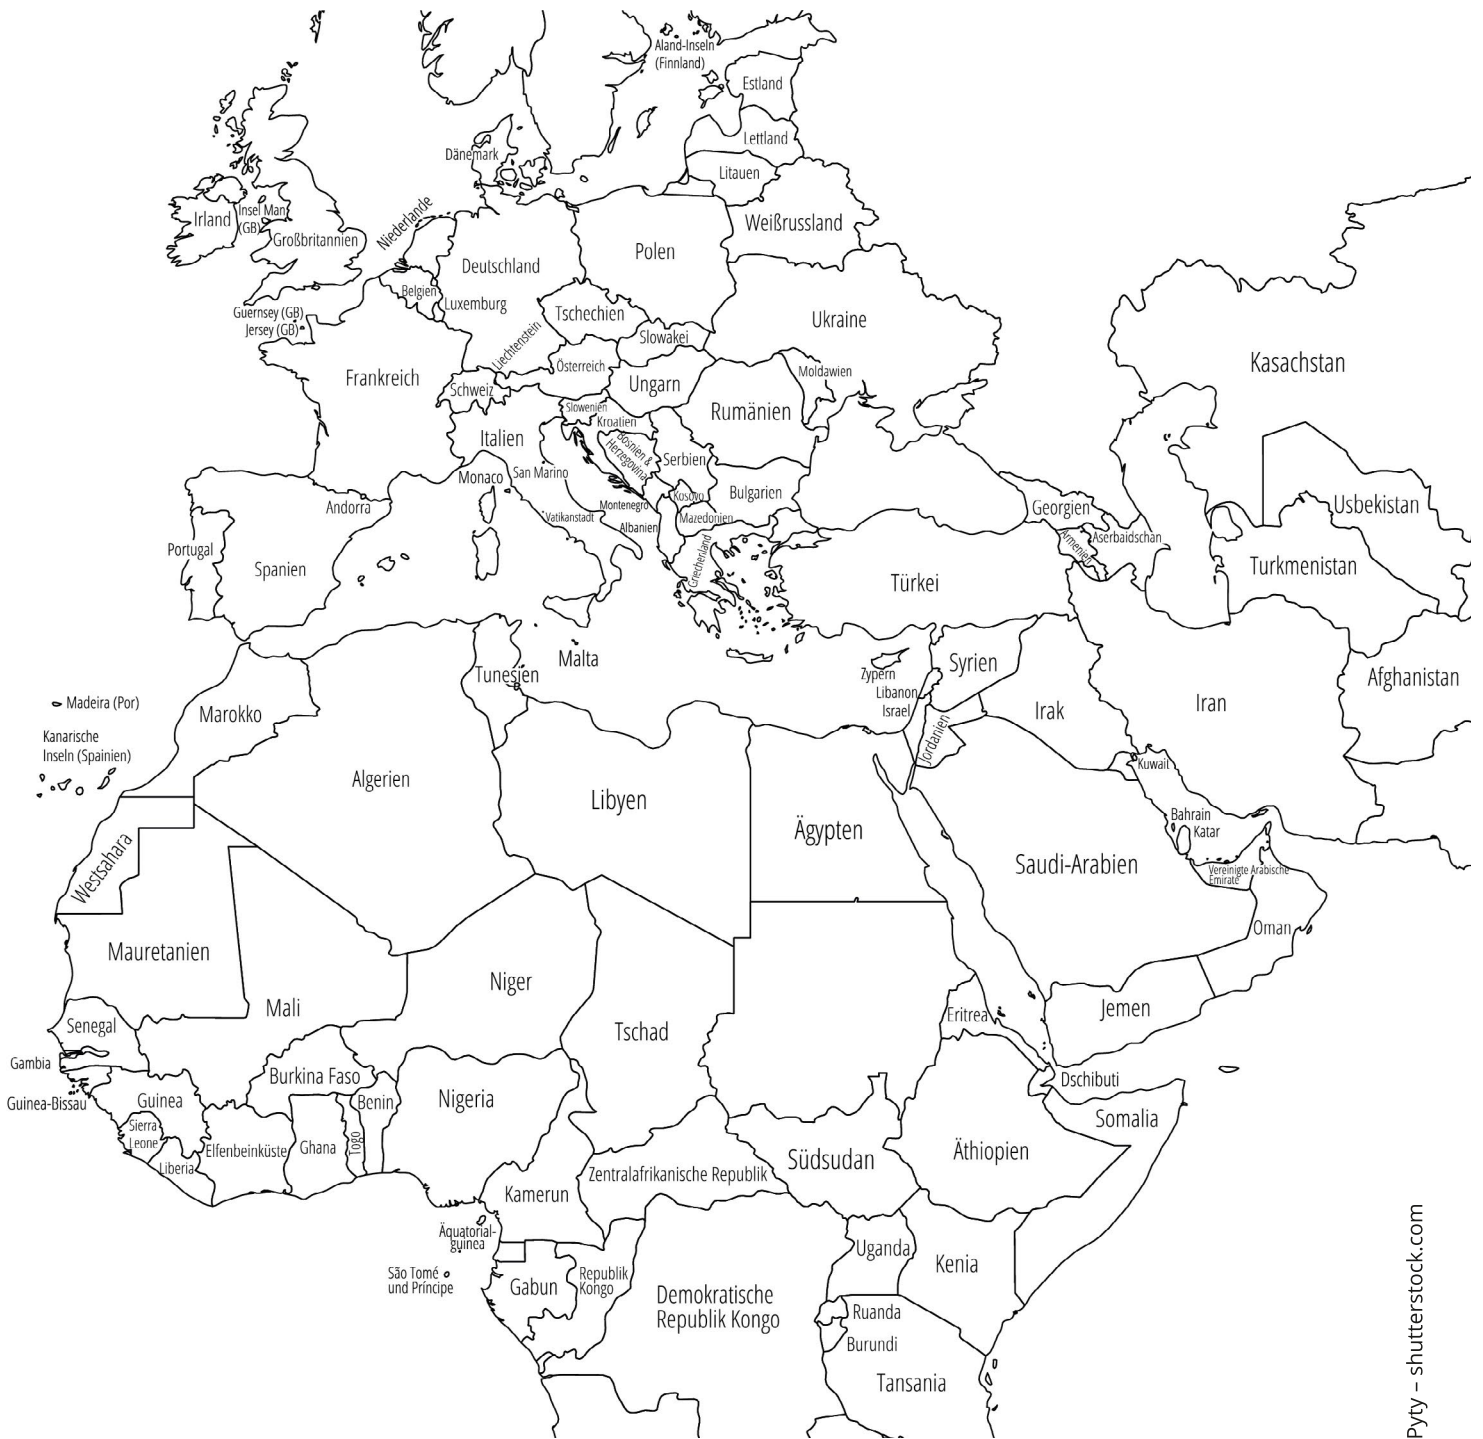 Aland-Inseln
(Finnland)
Estland
Lettland
Dänemark
Litauen
Irland
Insel Man
(GB)
Großbritannien
Niederlande
Weißrussland
Polen
Deutschland
Belgien
Luxemburg
Guernsey (GB)
Jersey (GB)
Tschechien
Ukraine
Slowakei
Liechtenstein
Österreich
Kasachstan
Frankreich
Schweiz
Ungarn
Moldawien
Slowenien
Kroatien
Rumänien
Italien
Bosnien &
Herzegovina
Serbien
San Marino
Monaco
Kosovo
Bulgarien
Andorra
Montenegro
Vatikanstadt
Albanien
Mazedonien
Georgien
Usbekistan
Armenien
Aserbaidschan
Portugal
Spanien
Griechenland
Türkei
Turkmenistan
Malta
Tunesien
Zypern
Syrien
Libanon
Israel
Afghanistan
Madeira (Por)
Marokko
Irak
Iran
Kanarische
Inseln (Spainien)
Jordanien
Kuwait
Algerien
Libyen
Ägypten
Bahrain
Katar
Westsahara
Saudi-Arabien
Vereinigte Arabische
Emirate
Oman
Mauretanien
Niger
Mali
Tschad
Jemen
Eritrea
Senegal
Gambia
Burkina Faso
Dschibuti
Guinea-Bissau
Guinea
Benin
Nigeria
Somalia
Sierra
Leone
Elfenbeinküste
Ghana
Togo
Liberia
Äthiopien
Südsudan
Zentralafrikanische Republik
Kamerun
Äquatorial-
guinea
Uganda
Kenia
São Tomé
und Príncipe
Gabun
Republik
Kongo
Demokratische
Republik Kongo
Ruanda
Burundi
Tansania
Pyty – shutterstock.com